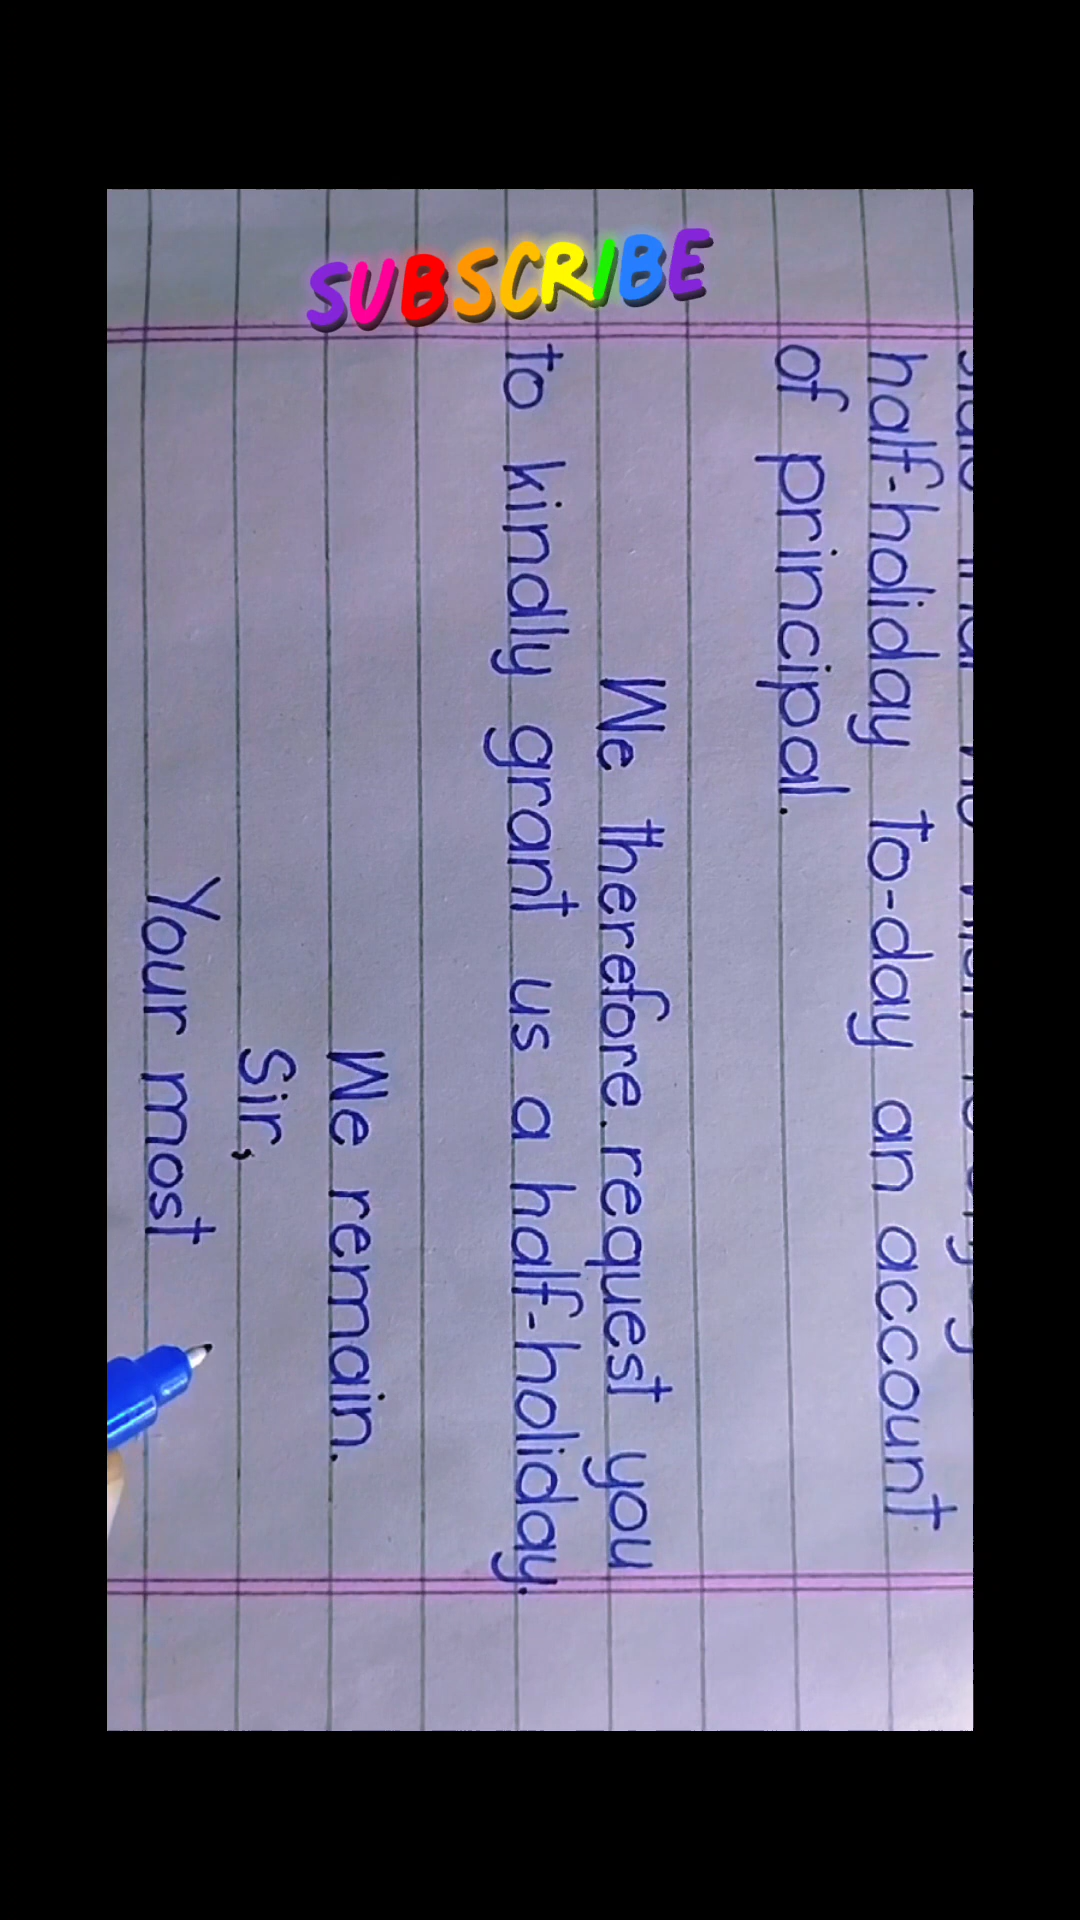 SUBSCRIBE
half-holiday to-day an account
of principal.
We therefore. request you
to kindly grant us a half-holiday.
We remain.
Sir,
Your most